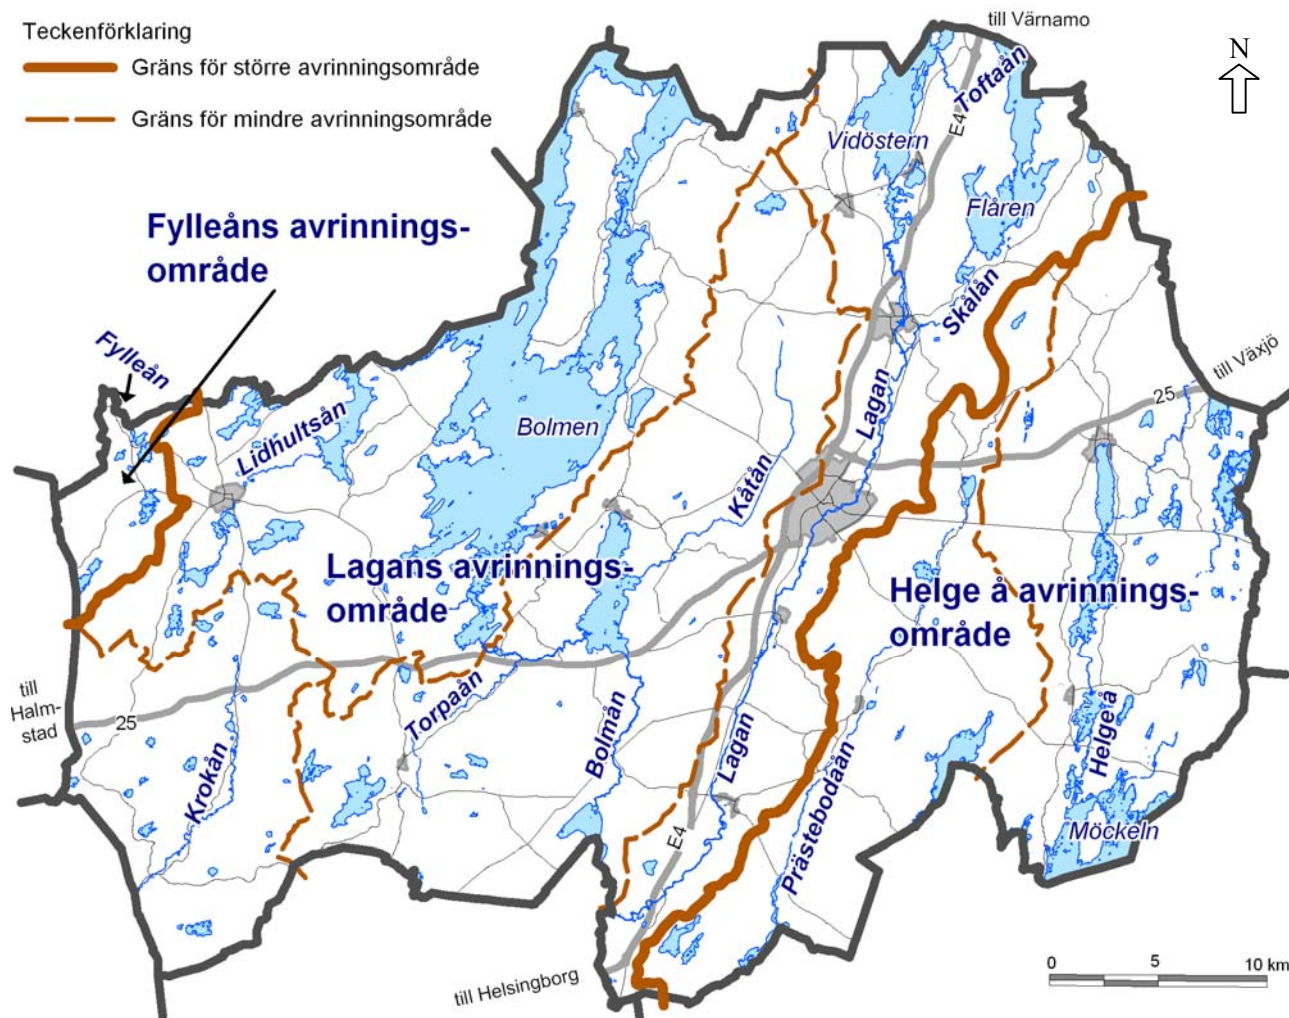 Teckenförklaring
Gräns för större avrinningsområde
Gräns för mindre avrinningsområde
till Värnamo
N
Toftaån
E4
Vidöstern
Flåren
Fylleåns avrinnings-
område
Skålån
Fylleån
till Växjö
25
Lidhultsån
Bolmen
Lagan
Kåtån
Lagans avrinnings-
område
Helge å avrinnings-
område
till
Halm-
stad
25
Torpaån
Bolmån
Lagan
Helge å
Krokån
Prästebodaån
Möckeln
E4
till Helsingborg
0 5 10 km